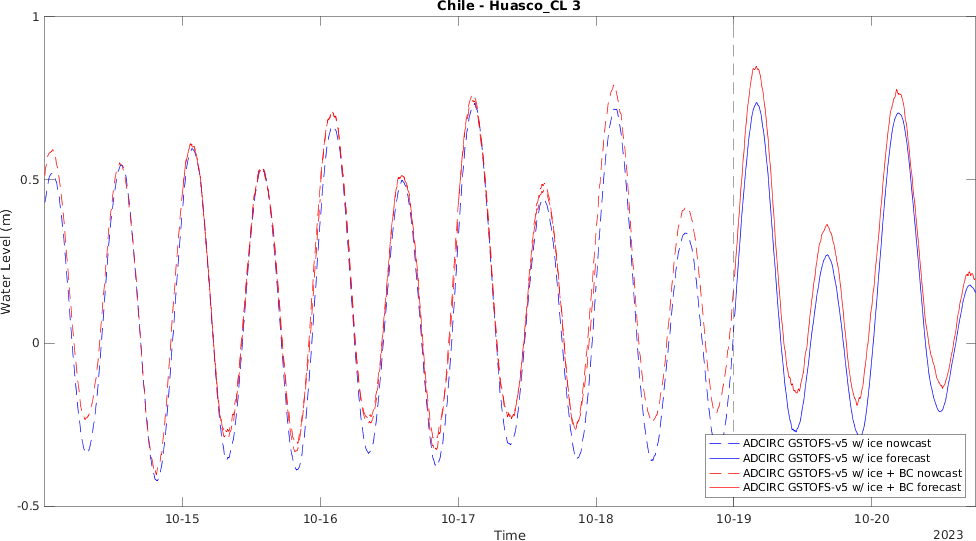 Chile - Huasco_CL 3
1
0.5
0
-0.5
Water Level (m)
10-15
10-16
10-17
10-18
10-19
10-20
Time
2023
ADCIRC GSTOFS-v5 w/ ice nowcast
ADCIRC GSTOFS-v5 w/ ice forecast
ADCIRC GSTOFS-v5 w/ ice + BC nowcast
ADCIRC GSTOFS-v5 w/ ice + BC forecast